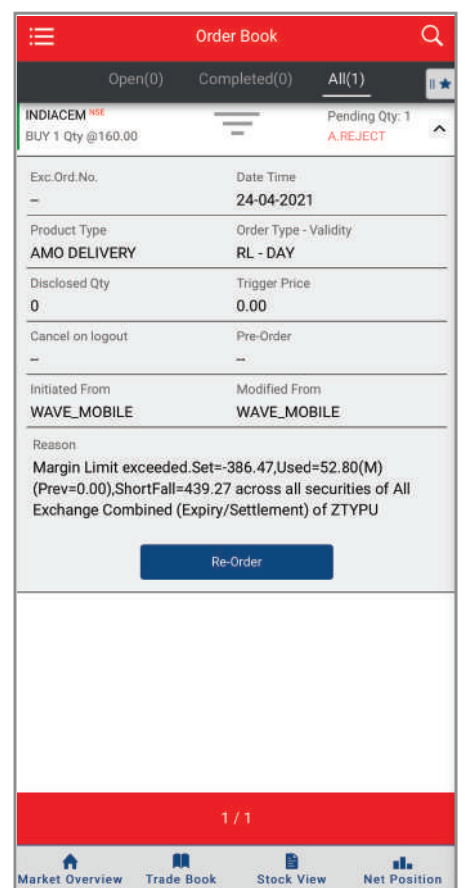 Order Book
Open(0) Completed(0) All(1)
INDIACEM NSE
Pending Qty: 1
BUY 1 Qty @160.00
A.REJECT
Exc.Ord.No. Date Time
-- 24-04-2021
Product Type Order Type - Validity
AMO DELIVERY RL - DAY
Disclosed Qty Trigger Price
0 0.00
Cancel on logout Pre-Order
-- --
Initiated From Modified From
WAVE_MOBILE WAVE_MOBILE
Reason
Margin Limit exceeded.Set=-386.47,Used=52.80(M)
(Prev=0.00),ShortFall=439.27 across all securities of All
Exchange Combined (Expiry/Settlement) of ZTYPU
Re-Order
1 / 1
Market Overview Trade Book Stock View Net Position